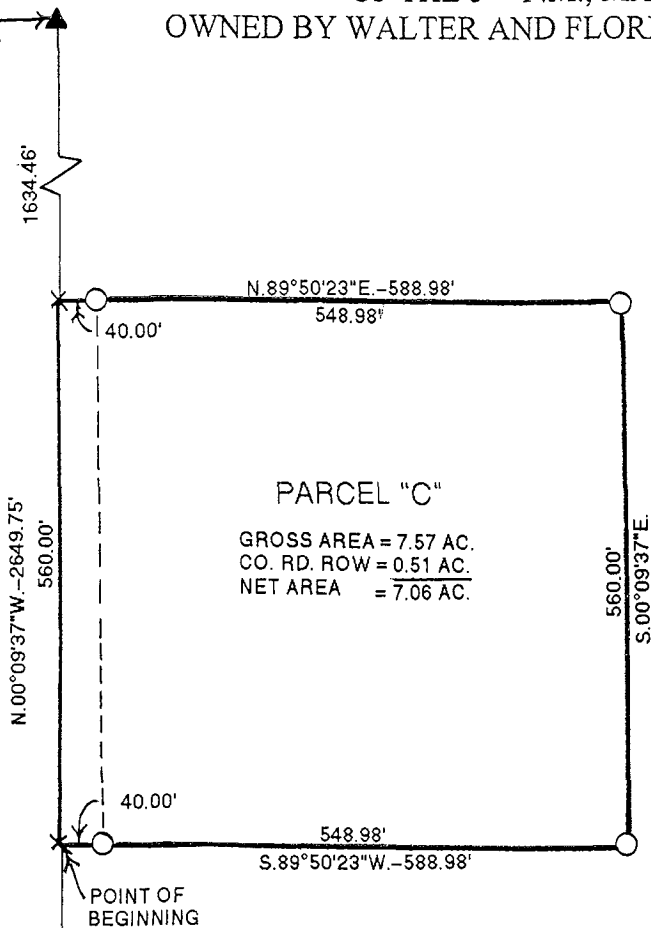 OWNED BY WALTER AND
1634.46'
N.89°50'23"E.-588.98'
548.98'
40.00'
N.00°09'37"W.-2649.75'
560.00'
PARCEL "C"
GROSS AREA = 7.57 AC.
CO. RD. ROW = 0.51 AC.
NET AREA = 7.06 AC.
560.00'
S.00°09'37"E.
40.00'
548.98'
S.89°50'23"W.-588.98'
POINT OF
BEGINNING